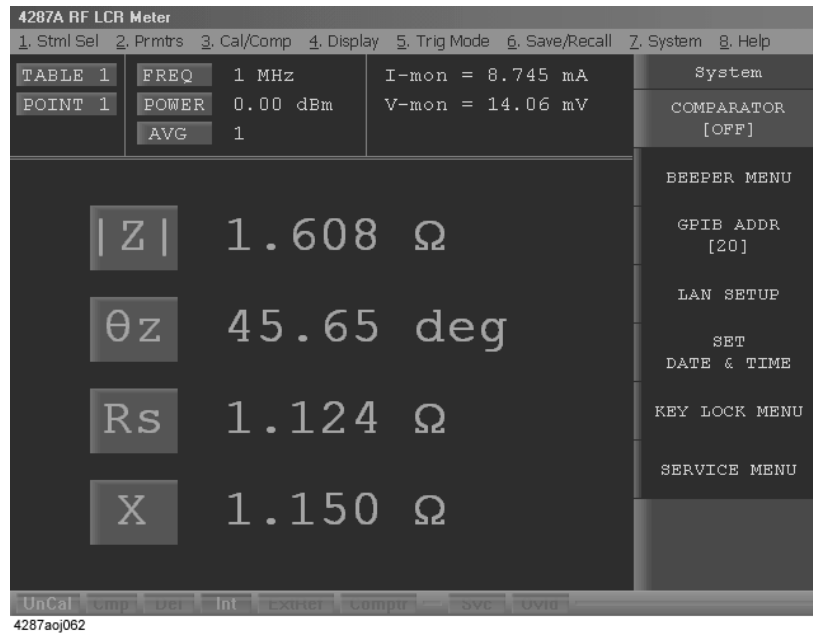 4287A RF LCR Meter
1. Stml Sel 2. Prmtrs 3. Cal/Comp 4. Display 5. Trig Mode 6. Save/Recall 7. System 8. Help
TABLE 1 FREQ 1 MHz I-mon = 8.745 mA
POINT 1 POWER 0.00 dBm V-mon = 14.06 mV
AVG 1
|Z| 1.608 Ω
θz 45.65 deg
Rs 1.124 Ω
X 1.150 Ω
System
COMPARATOR
[OFF]
BEEPER MENU
GPIB ADDR
[20]
LAN SETUP
SET
DATE & TIME
KEY LOCK MENU
SERVICE MENU
UnCal Cmp Del Int ExtRef Comptr Svc Ovld
4287aoj062